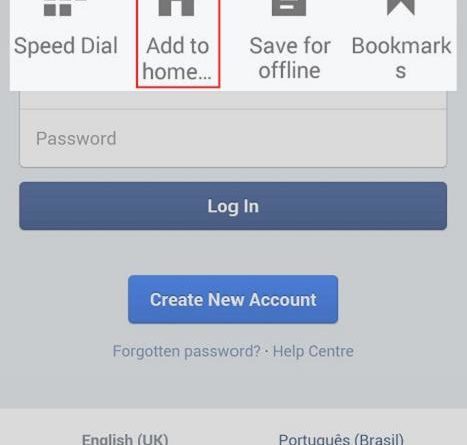 Speed Dial
Add to
home...
Save for
offline
Bookmark
s
Password
Log In
Create New Account
Forgotten password? · Help Centre
English (UK)
Português (Brasil)